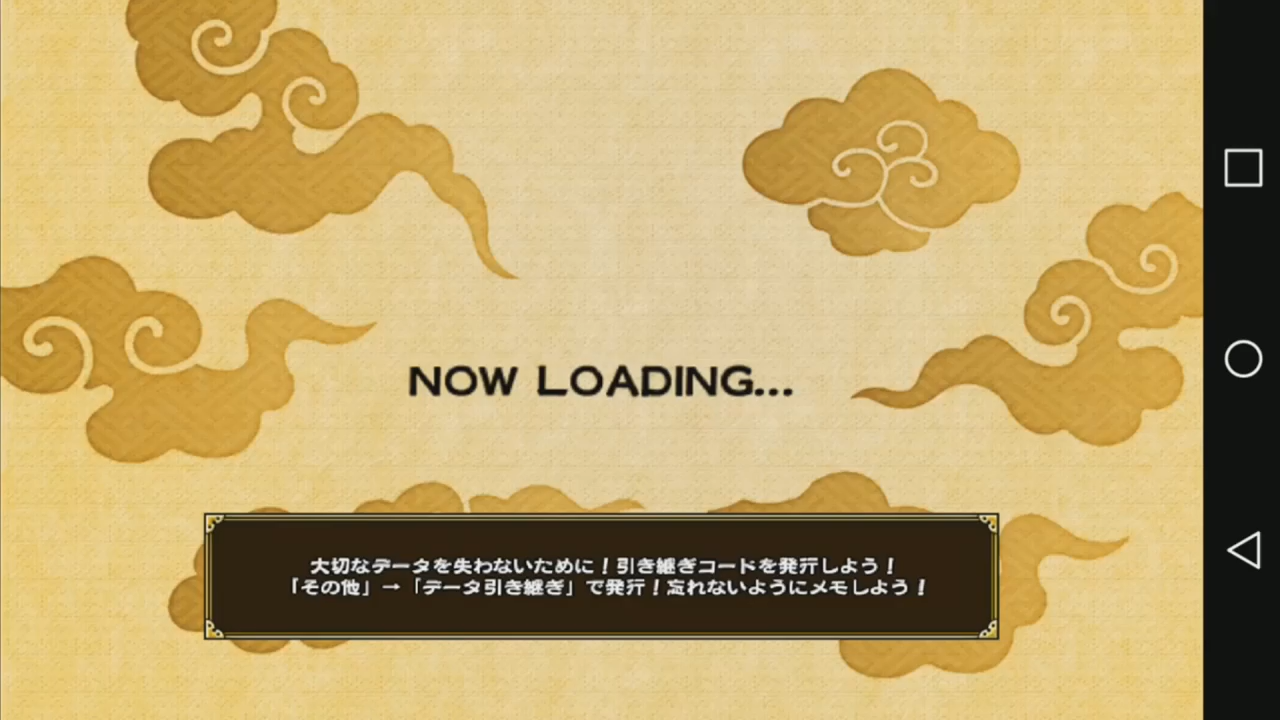 NOW LOADING...
大切なデータを失わないために！引き継ぎコードを発行しよう！
「その他」→「データ引き継ぎ」で発行！忘れないようにメモしよう！